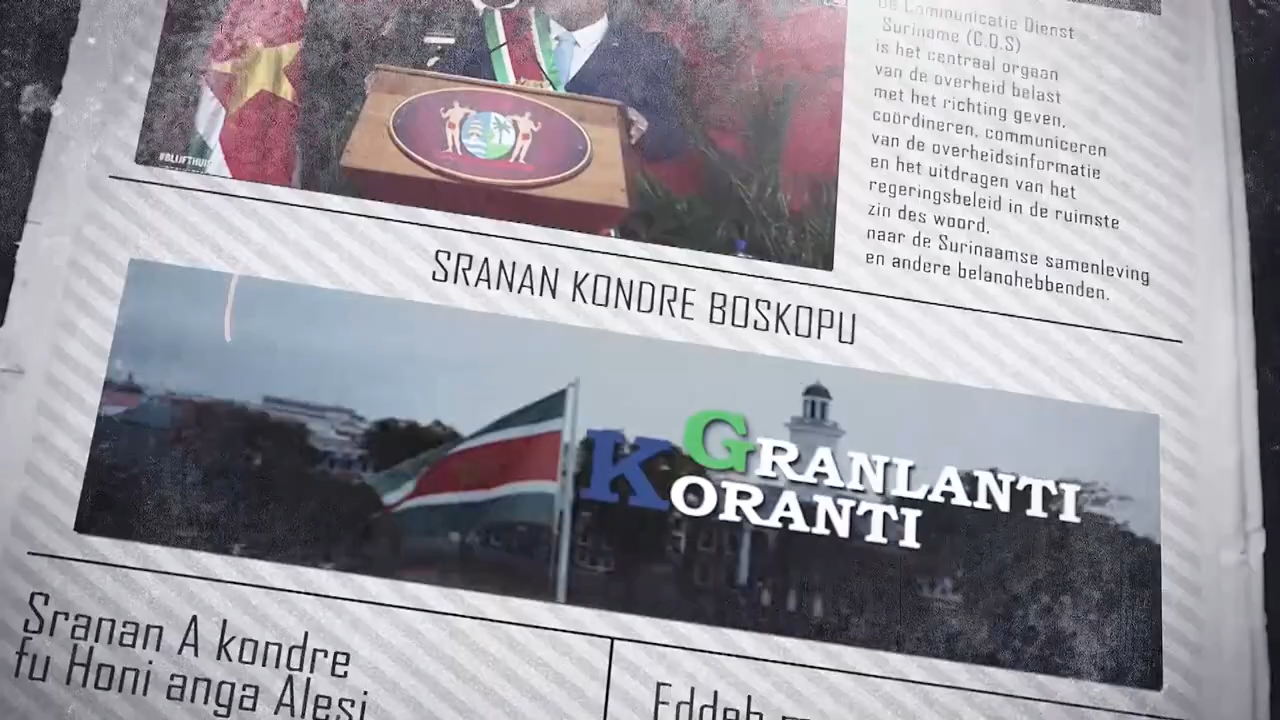 De Communicatie Dienst
Suriname (C.D.S)
is het centraal orgaan
van de overheid belast
met het richting geven,
coördineren, communiceren
van de overheidsinformatie
en het uitdragen van het
regeringsbeleid in de ruimste
zin des woord,
naar de Surinaamse samenleving
en andere belanghebbenden.
#BLIJFTHUIS
SRANAN KONDRE BOSKOPU
GRANLANTI
KORANTI
Sranan A kondre
fu Honi anga Alesi